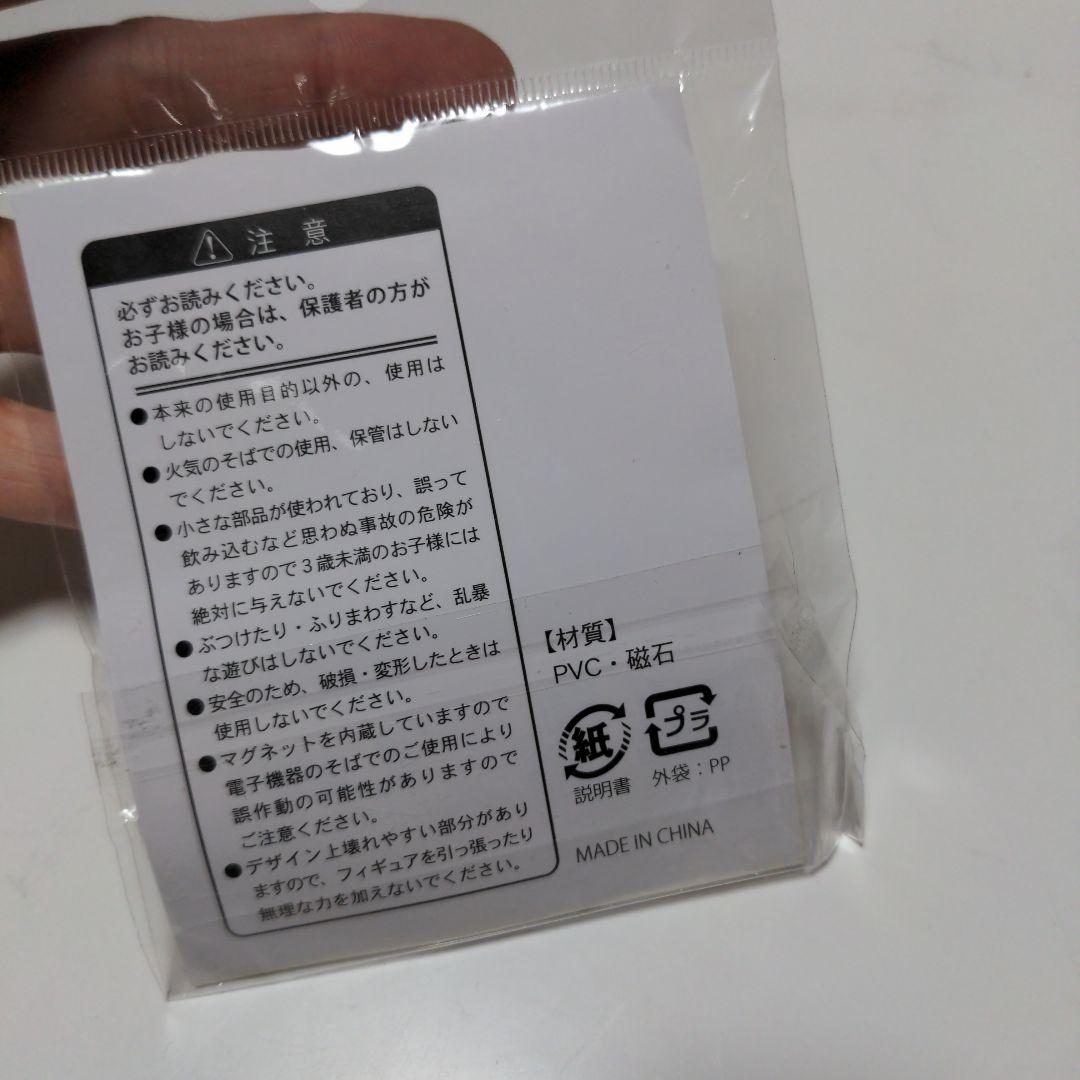 注意
必ずお読みください。
お子様の場合は、保護者の方が
お読みください。
●本来の使用目的以外の、使用は
しないでください。
●火気のそばでの使用、保管はしない
でください。
●小さな部品が使われており、誤って
飲み込むなど思わぬ事故の危険が
ありますので3歳未満のお子様には
絶対に与えないでください。
●ぶつけたり・ふりまわすなど、乱暴
な遊びはしないでください。
●安全のため、破損・変形したときは
使用しないでください。
●マグネットを内蔵していますので
電子機器のそばでのご使用により
誤作動の可能性がありますので
ご注意ください。
●デザイン上壊れやすい部分があり
ますので、フィギュアを引っ張ったり
無理な力を加えないでください。
【材質】
PVC・磁石
紙 プラ
説明書 外袋：PP
MADE IN CHINA